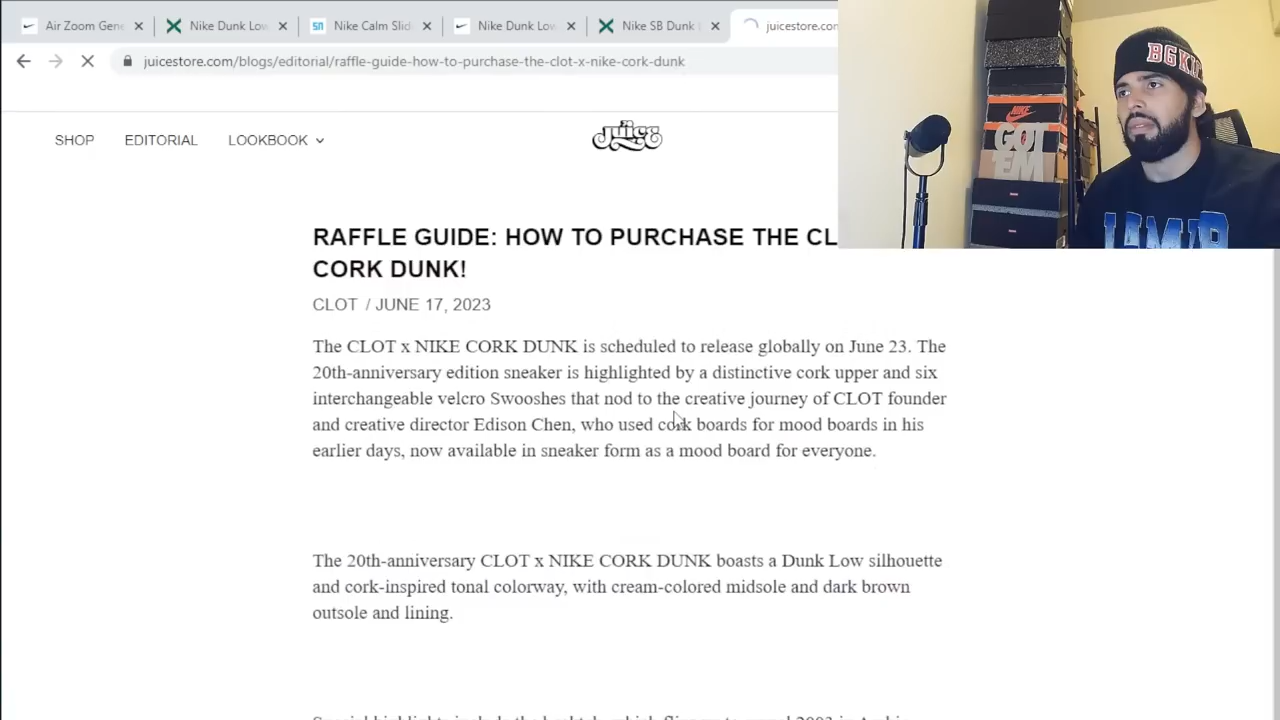 Air Zoom Gene
Nike Dunk Low
Nike Calm Slid
Nike Dunk Low
Nike SB Dunk
juicestore.com
juicestore.com/blogs/editorial/raffle-guide-how-to-purchase-the-clot-x-nike-cork-dunk
SHOP
EDITORIAL
LOOKBOOK
juice
RAFFLE GUIDE: HOW TO PURCHASE THE CL
CORK DUNK!
CLOT / JUNE 17, 2023
The CLOT x NIKE CORK DUNK is scheduled to release globally on June 23. The
20th-anniversary edition sneaker is highlighted by a distinctive cork upper and six
interchangeable velcro Swooshes that nod to the creative journey of CLOT founder
and creative director Edison Chen, who used cork boards for mood boards in his
earlier days, now available in sneaker form as a mood board for everyone.
The 20th-anniversary CLOT x NIKE CORK DUNK boasts a Dunk Low silhouette
and cork-inspired tonal colorway, with cream-colored midsole and dark brown
outsole and lining.
NIKE
GOT
EM